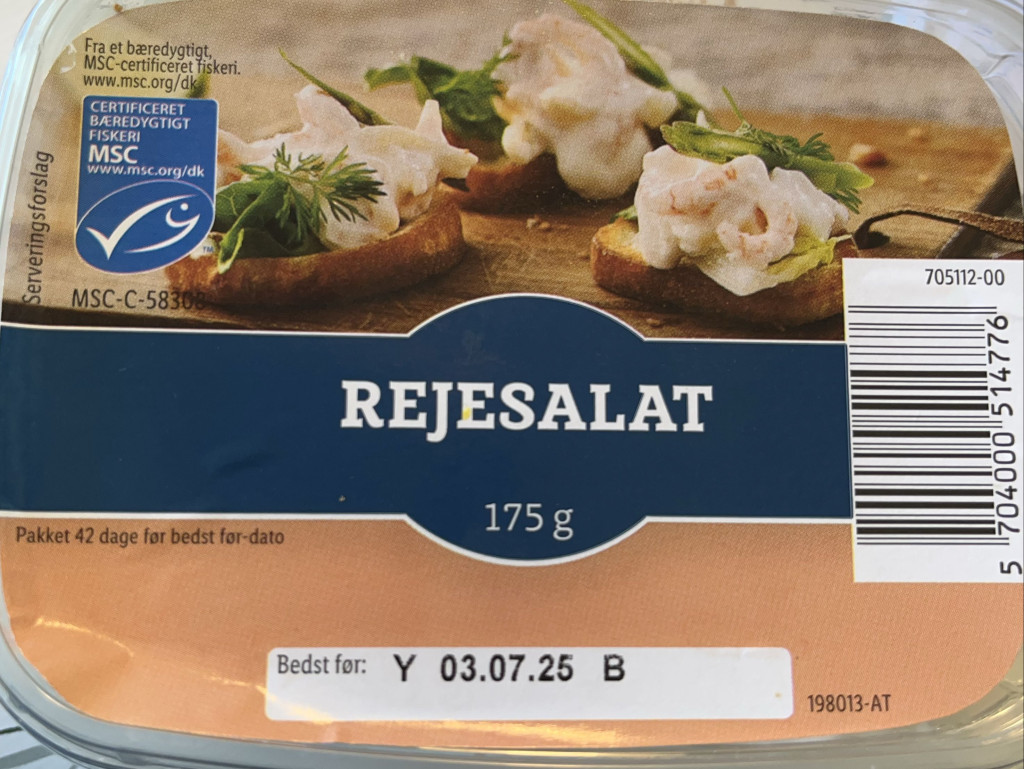 Fra et bæredygtigt,
MSC-certificeret fiskeri.
www.msc.org/dk
CERTIFICERET
BÆREDYGTIGT
FISKERI
MSC
www.msc.org/dk
TM
MSC-C-58308
Serveringsforslag
705112-00
5 704000 514776
REJESALAT
175 g
Pakket 42 dage før bedst før-dato
Bedst før: Y 03.07.25 B
198013-AT